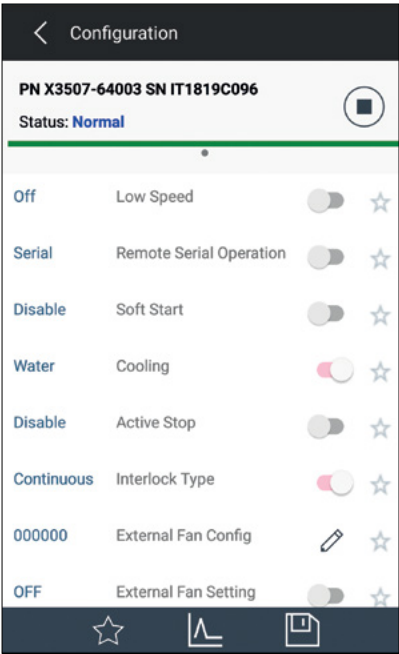 Configuration
PN X3507-64003 SN IT1819C096
Status: Normal
Off Low Speed
Serial Remote Serial Operation
Disable Soft Start
Water Cooling
Disable Active Stop
Continuous Interlock Type
000000 External Fan Config
OFF External Fan Setting